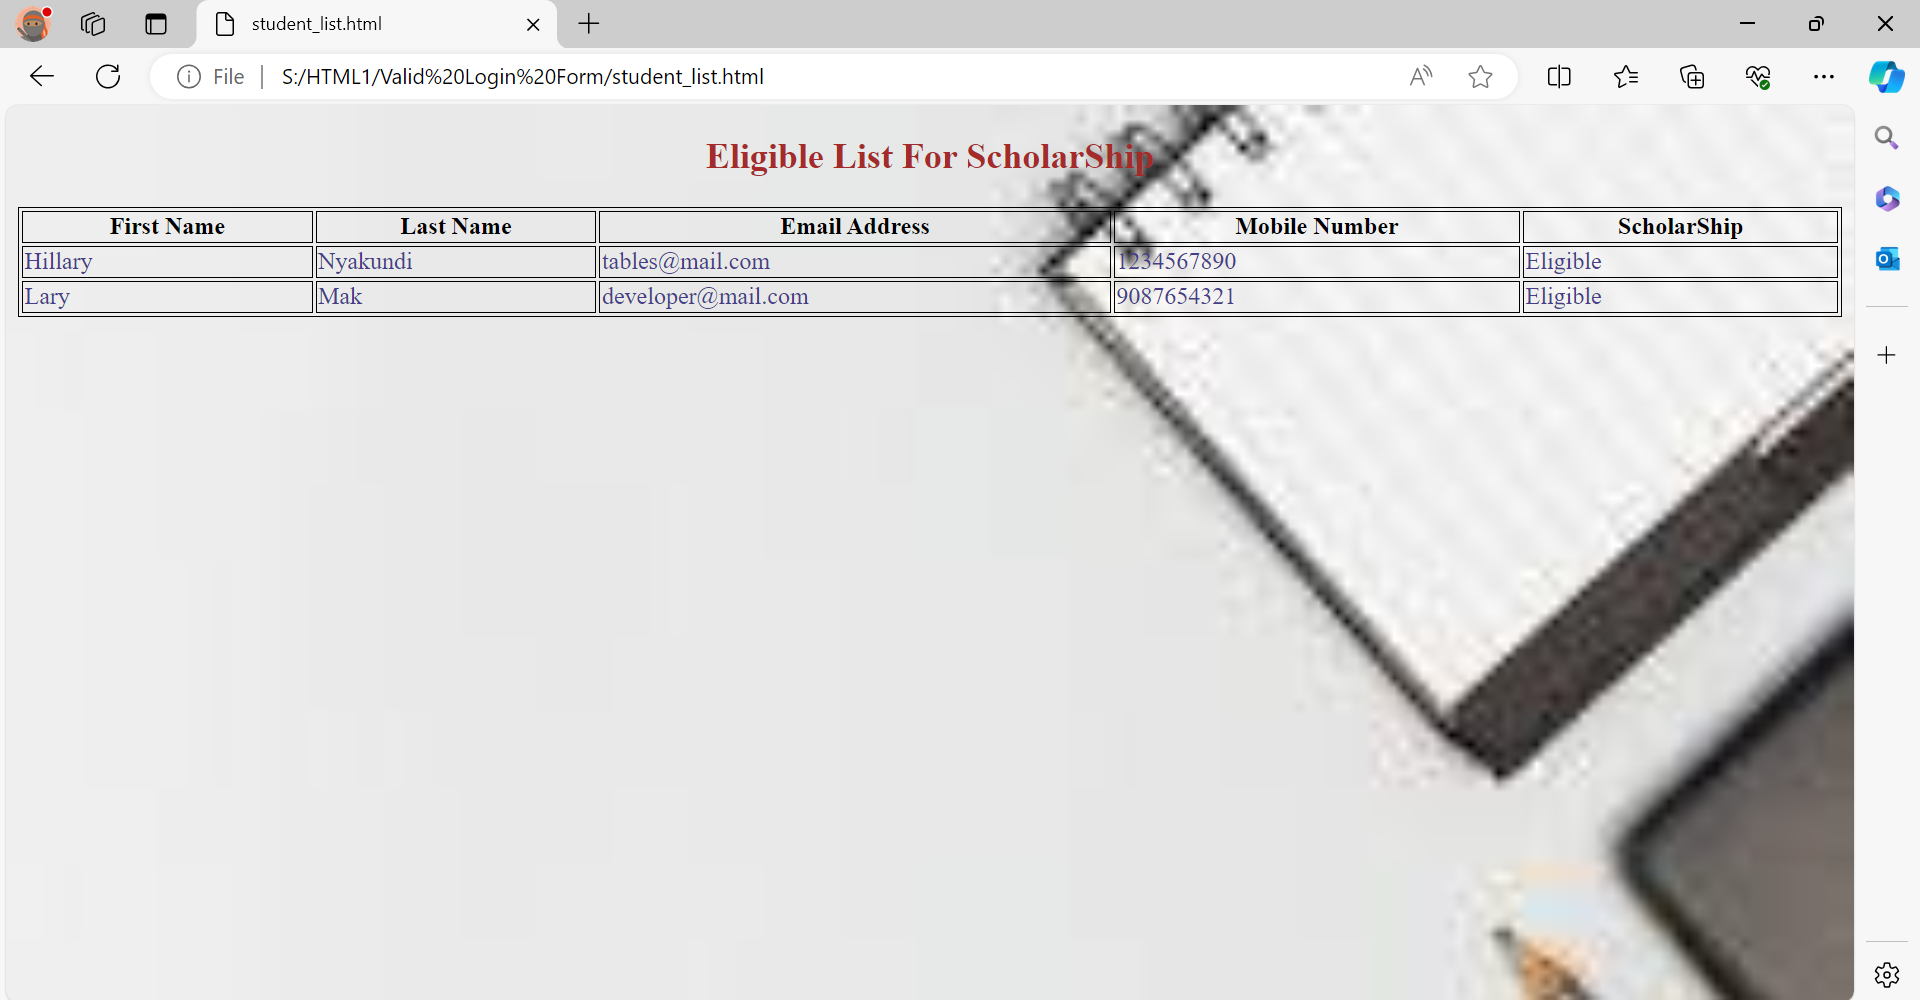 student_list.html
File S:/HTML1/Valid%20Login%20Form/student_list.html
Eligible List For ScholarShip
First Name Last Name Email Address Mobile Number ScholarShip
Hillary Nyakundi tables@mail.com 1234567890 Eligible
Lary Mak developer@mail.com 9087654321 Eligible